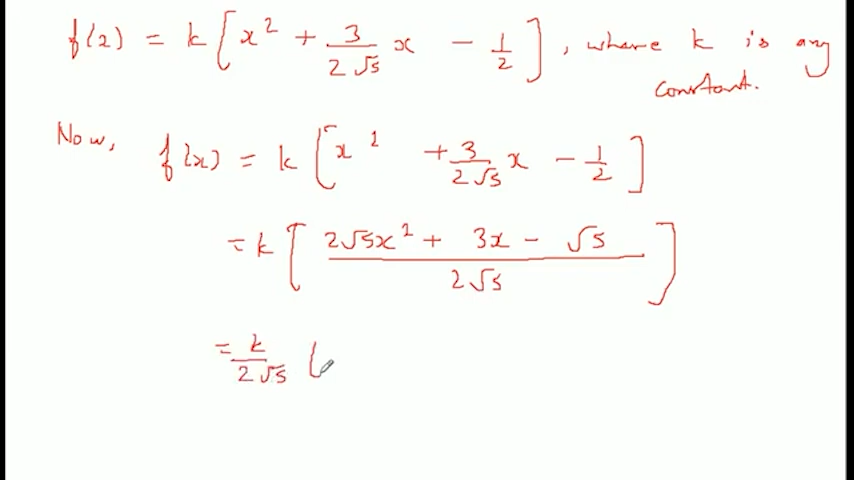 f(x) = k[x² + 3/(2√5) x - 1/2], where k is any
constant.
Now, f(x) = k[x² + 3/(2√5) x - 1/2]
= k[(2√5x² + 3x - √5)/(2√5)]
= k/(2√5) (